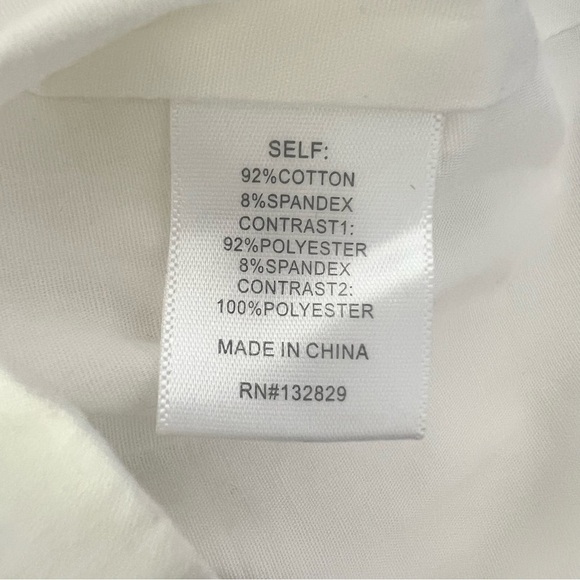 SELF:
92%COTTON
8%SPANDEX
CONTRAST1:
92%POLYESTER
8%SPANDEX
CONTRAST2:
100%POLYESTER
MADE IN CHINA
RN#132829